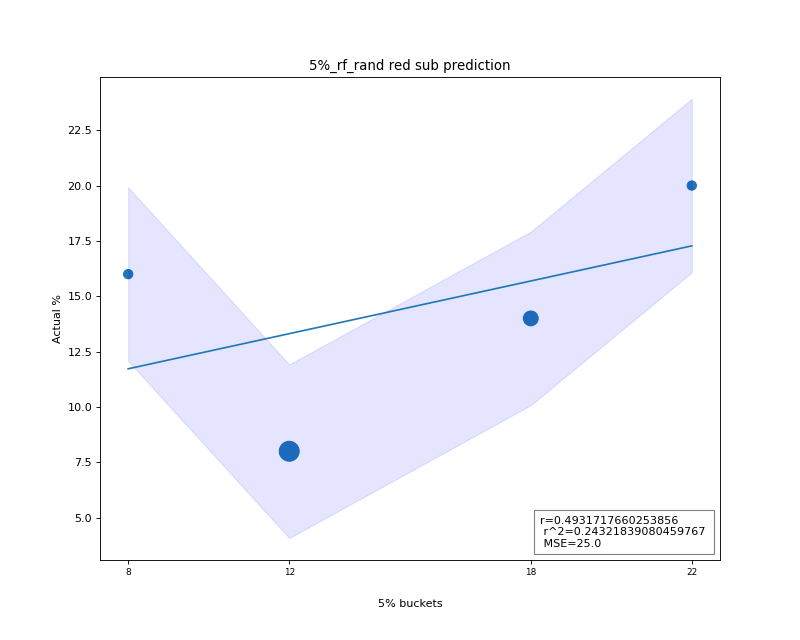 5%_rf_rand red sub prediction
22.5
20.0
17.5
15.0
12.5
10.0
7.5
5.0
Actual %
r=0.4931717660253856
r^2=0.24321839080459767
MSE=25.0
8
12
18
22
5% buckets